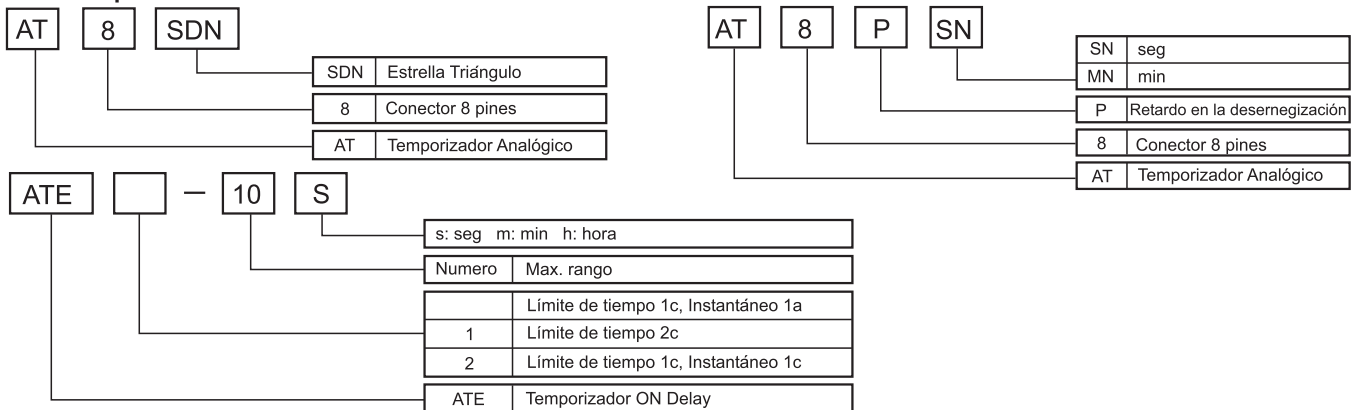 AT 8 SDN
SDN Estrella Triángulo
8 Conector 8 pines
AT Temporizador Analógico
AT 8 P SN
SN seg
MN min
P Retardo en la desernegización
8 Conector 8 pines
AT Temporizador Analógico
ATE — 10 S
s: seg m: min h: hora
Numero Max. rango
Límite de tiempo 1c, Instantáneo 1a
1 Límite de tiempo 2c
2 Límite de tiempo 1c, Instantáneo 1c
ATE Temporizador ON Delay